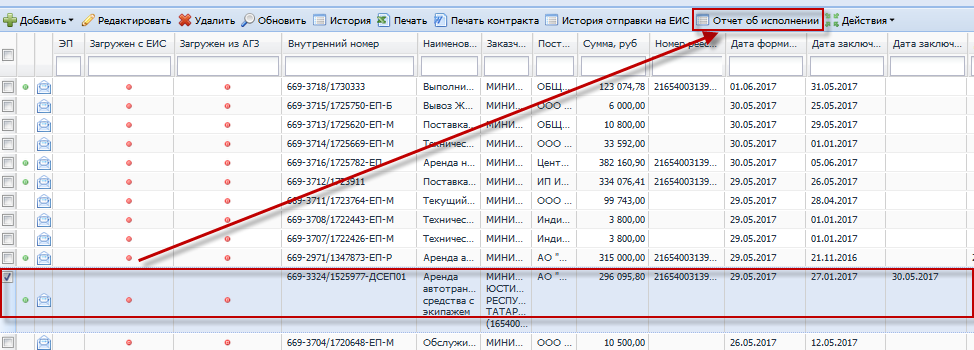 Добавить Редактировать Удалить Обновить История Печать Печать контракта История отправки на ЕИС Отчет об исполнении Действия
ЭП Загружен с ЕИС Загружен из АГЗ Внутренний номер Наименов... Заказч... Пост... Сумма, руб Номер реес... Дата форми... Дата заключ... Дата заключ...
669-3718/1730333 Выполни... МИНИ... ОБЩ... 123 074,78 21654003139... 01.06.2017 31.05.2017
669-3715/1725750-ЕП-Б Вывоз Ж... МИНИ... ООО ... 6 000,00 30.05.2017 25.05.2017
669-3713/1725620-ЕП-М Поставка... МИНИ... ОБЩ... 10 800,00 30.05.2017 29.05.2017
669-3714/1725669-ЕП-М Техничес... МИНИ... ООО ... 33 592,00 30.05.2017 01.01.2017
669-3716/1725782-ЕП... Аренда н... МИНИ... Цент... 382 160,90 21654003139... 30.05.2017 05.06.2017
669-3712/1723911 Поставка... МИНИ... ИП И... 334 076,41 21654003139... 29.05.2017 26.05.2017
669-3711/1723764-ЕП-М Текущий... МИНИ... ООО ... 99 743,00 29.05.2017 28.04.2017
669-3708/1722443-ЕП-М Техничес... МИНИ... Инди... 3 800,00 29.05.2017 01.01.2017
669-3707/1722426-ЕП-М Техничес... МИНИ... Инди... 3 800,00 29.05.2017 01.01.2017
669-2971/1347873-ЕП-Р Аренда а... МИНИ... АО "... 315 000,00 21654003139... 29.05.2017 21.11.2016
669-3324/1525977-ДСЕП01 Аренда МИНИ... АО "... 296 095,80 21654003139... 29.05.2017 27.01.2017 30.05.2017
автотран... ЮСТИ...
средства с РЕСПУ...
экипажем ТАТАР...
(165400...
669-3704/1720648-ЕП-М Обслужи... МИНИ... ООО ... 10 500,00 26.05.2017 12.05.2017